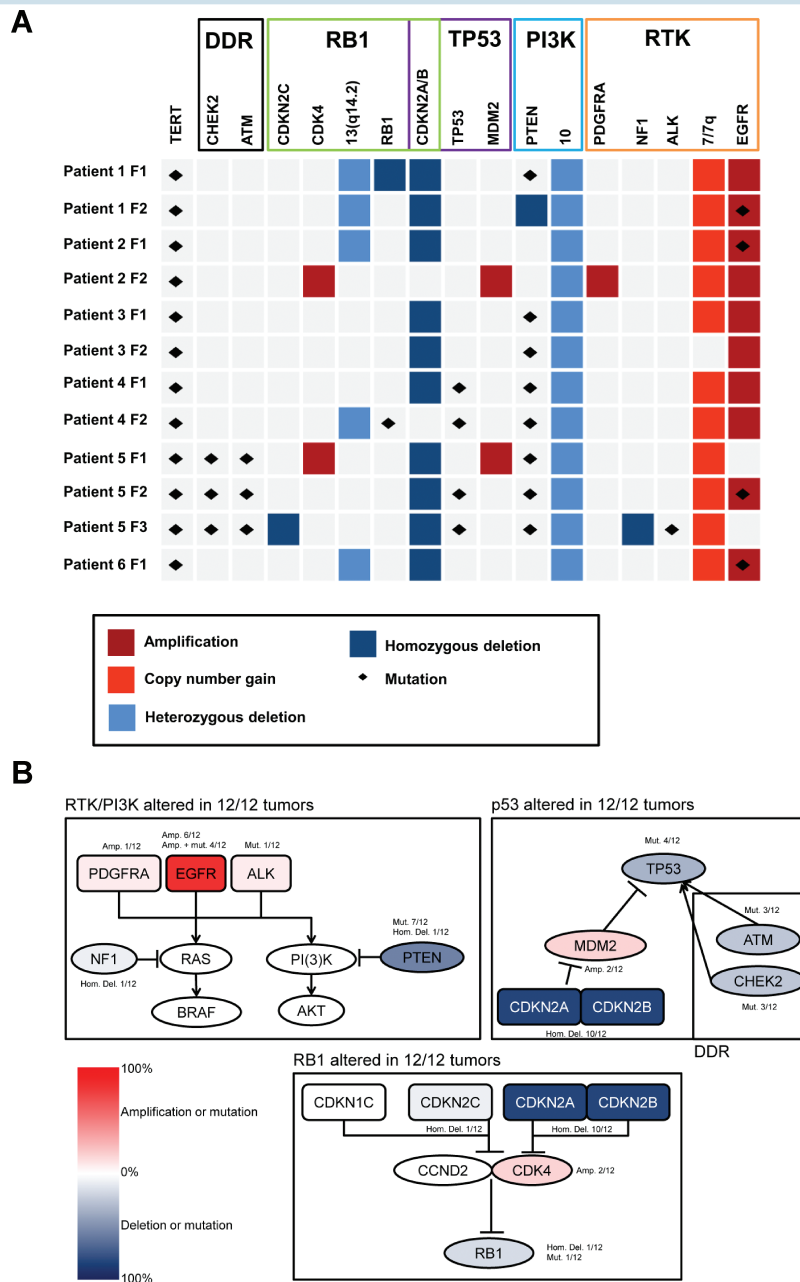 A
DDR RB1 TP53 PI3K RTK
TERT CHEK2 ATM CDKN2C CDK4 13(q14.2) RB1 CDKN2A/B TP53 MDM2 PTEN 10 PDGFRA NF1 ALK 7/7q EGFR
Patient 1 F1
Patient 1 F2
Patient 2 F1
Patient 2 F2
Patient 3 F1
Patient 3 F2
Patient 4 F1
Patient 4 F2
Patient 5 F1
Patient 5 F2
Patient 5 F3
Patient 6 F1
Amplification
Homozygous deletion
Copy number gain
Mutation
Heterozygous deletion
B
RTK/PI3K altered in 12/12 tumors
Amp. 1/12
Amp. 6/12
Amp. + mut. 4/12
Mut. 1/12
PDGFRA EGFR ALK
Mut. 7/12
Hom. Del. 1/12
NF1 RAS PI(3)K PTEN
Hom. Del. 1/12
BRAF AKT
p53 altered in 12/12 tumors
Mut. 4/12
TP53
Mut. 3/12
ATM
MDM2
Amp. 2/12
CHEK2
Mut. 3/12
CDKN2A CDKN2B
Hom. Del. 10/12
DDR
100%
Amplification or mutation
0%
Deletion or mutation
100%
RB1 altered in 12/12 tumors
CDKN1C CDKN2C CDKN2A CDKN2B
Hom. Del. 1/12
Hom. Del. 10/12
CCND2 CDK4 Amp. 2/12
RB1
Hom. Del. 1/12
Mut. 1/12